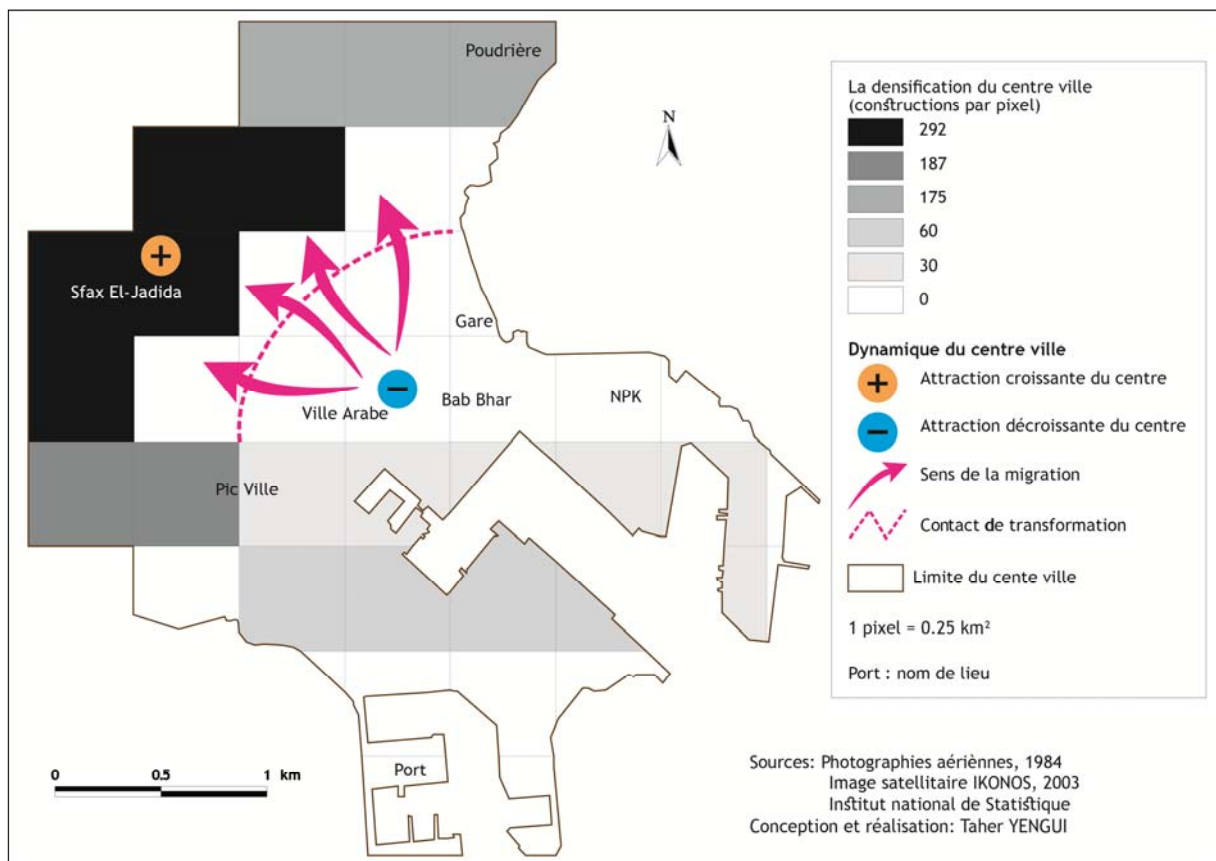 Poudrière
N
Sfax El-Jadida
Gare
Ville Arabe
Bab Bhar
NPK
Pic Ville
Port
0 0.5 1 km
La densification du centre ville
(constructions par pixel)
292
187
175
60
30
0
Dynamique du centre ville
Attraction croissante du centre
Attraction décroissante du centre
Sens de la migration
Contact de transformation
Limite du cente ville
1 pixel = 0.25 km²
Port : nom de lieu
Sources: Photographies aériènnes, 1984
Image satellitaire IKONOS, 2003
Institut national de Statistique
Conception et réalisation: Taher YENGUI